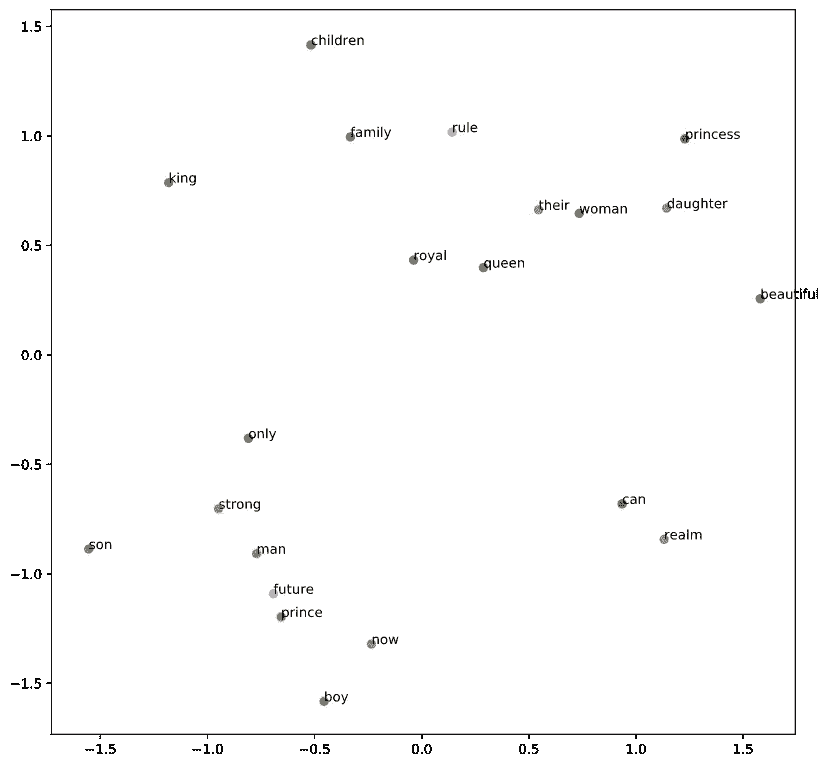 1.5
children
1.0
family
rule
princess
king
their
woman
daughter
0.5
royal
queen
beautiful
0.0
only
−0.5
strong
can
realm
son
man
−1.0
future
prince
now
−1.5
boy
−1.5 −1.0 −0.5 0.0 0.5 1.0 1.5